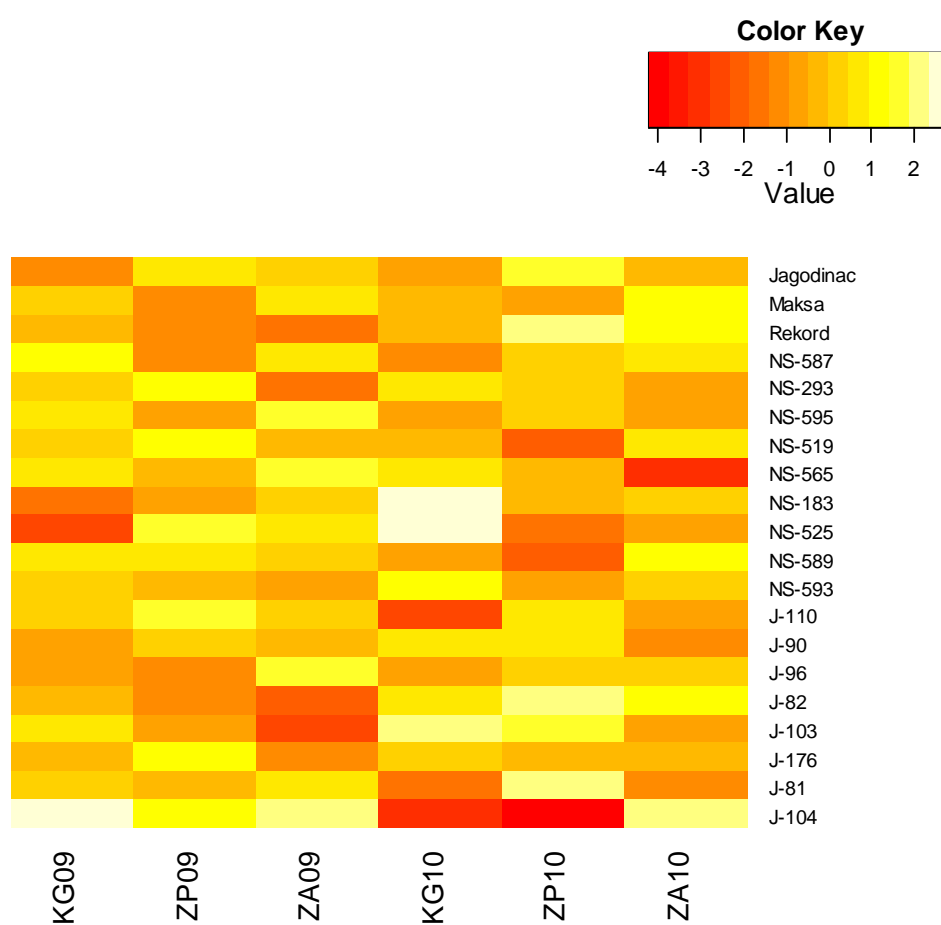 Color Key
-4 -3 -2 -1 0 1 2
Value
Jagodinac
Maksa
Rekord
NS-587
NS-293
NS-595
NS-519
NS-565
NS-183
NS-525
NS-589
NS-593
J-110
J-90
J-96
J-82
J-103
J-176
J-81
J-104
KG09 ZP09 ZA09 KG10 ZP10 ZA10